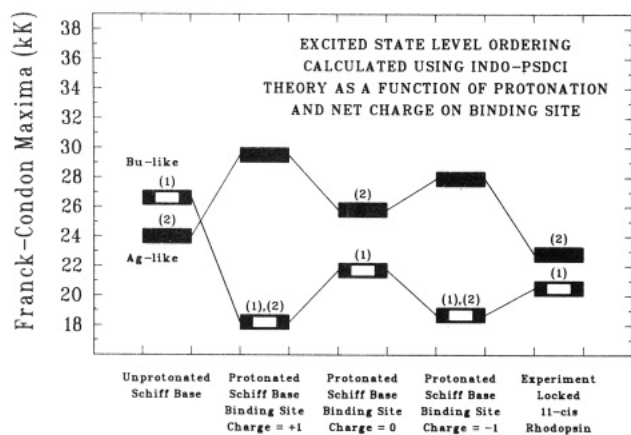 38
36
34
32
30
28
26
24
22
20
18
Franck-Condon Maxima (kK)
EXCITED STATE LEVEL ORDERING
CALCULATED USING INDO-PSDCI
THEORY AS A FUNCTION OF PROTONATION
AND NET CHARGE ON BINDING SITE
Bu-like
(1)
(2)
Ag-like
(1),(2)
(2)
(1)
(1),(2)
(2)
(1)
Unprotonated
Schiff Base
Protonated
Schiff Base
Binding Site
Charge = +1
Protonated
Schiff Base
Binding Site
Charge = 0
Protonated
Schiff Base
Binding Site
Charge = -1
Experiment
Locked
11-cis
Rhodopsin